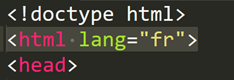 <!doctype html>
<html lang="fr">
<head>